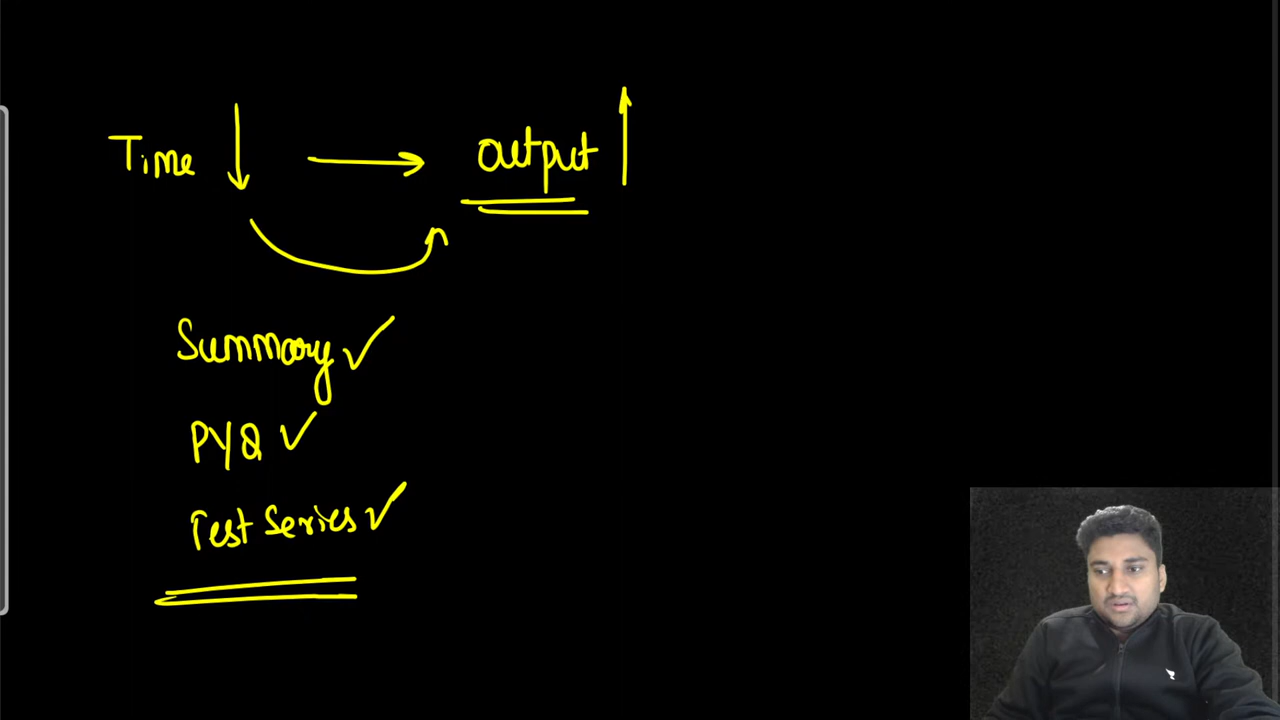 Time ↓ → output ↑
Summary ✓
PYQ ✓
Test Series ✓